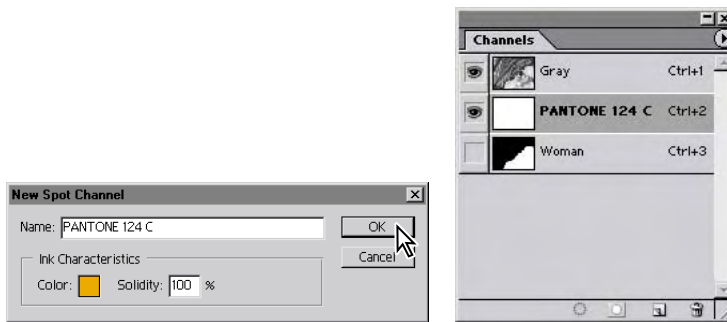 New Spot Channel
Name: PANTONE 124 C
OK
Ink Characteristics
Cancel
Color: Solidity: 100 %
Channels
Gray Ctrl+1
PANTONE 124 C Ctrl+2
Woman Ctrl+3